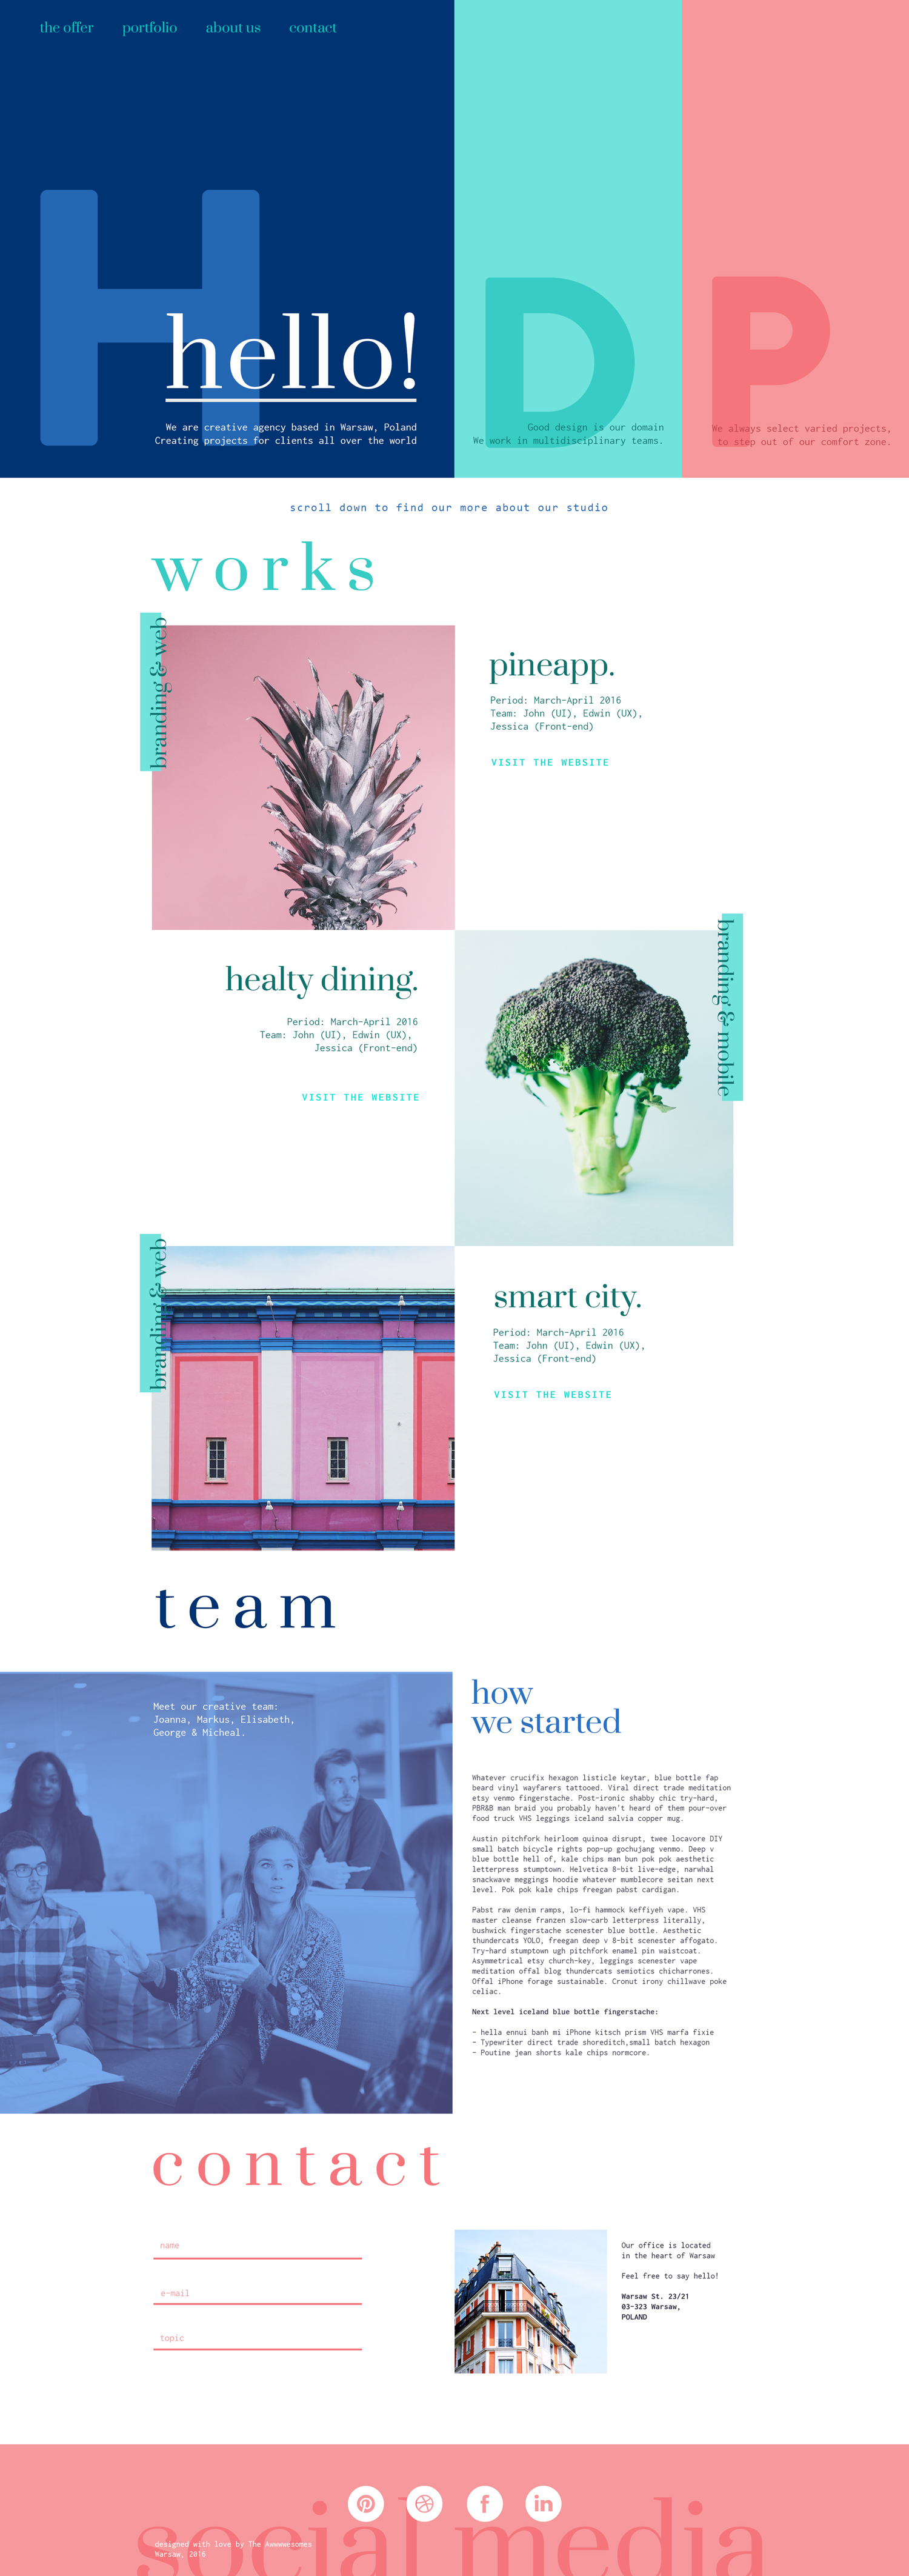 the offer portfolio about us contact
H
hello!
We are creative agency based in Warsaw, Poland
Creating projects for clients all over the world
D
Good design is our domain
We work in multidisciplinary teams.
P
We always select varied projects,
to step out of our comfort zone.
scroll down to find our more about our studio
works
branding & web
pineapp.
Period: March-April 2016
Team: John (UI), Edwin (UX),
Jessica (Front-end)
VISIT THE WEBSITE
healty dining.
Period: March-April 2016
Team: John (UI), Edwin (UX),
Jessica (Front-end)
VISIT THE WEBSITE
branding & mobile
branding & web
smart city.
Period: March-April 2016
Team: John (UI), Edwin (UX),
Jessica (Front-end)
VISIT THE WEBSITE
team
Meet our creative team:
Joanna, Markus, Elisabeth,
George & Micheal.
how
we started
Whatever crucifix hexagon listicle keytar, blue bottle fap
beard vinyl wayfarers tattooed. Viral direct trade meditation
etsy venmo fingerstache. Post-ironic shabby chic try-hard,
PBR&B man braid you probably haven't heard of them pour-over
food truck VHS leggings iceland salvia copper mug.
Austin pitchfork heirloom quinoa disrupt, twee locavore DIY
small batch bicycle rights pop-up gochujang venmo. Deep v
blue bottle hell of, kale chips man bun pok pok aesthetic
letterpress stumptown. Helvetica 8-bit live-edge, narwhal
snackwave meggings hoodie whatever mumblecore seitan next
level. Pok pok kale chips freegan pabst cardigan.
Pabst raw denim ramps, lo-fi hammock keffiyeh vape. VHS
master cleanse franzen slow-carb letterpress literally,
bushwick fingerstache scenester blue bottle. Aesthetic
thundercats YOLO, freegan deep v 8-bit scenester affogato.
Try-hard stumptown ugh pitchfork enamel pin waistcoat.
Asymmetrical etsy church-key, leggings scenester vape
meditation offal blog thundercats semiotics chicharrones.
Offal iPhone forage sustainable. Cronut irony chillwave poke
celiac.
Next level iceland blue bottle fingerstache:
- hella ennui banh mi iPhone kitsch prism VHS marfa fixie
- Typewriter direct trade shoreditch,small batch hexagon
- Poutine jean shorts kale chips normcore.
contact
name
e-mail
topic
Our office is located
in the heart of Warsaw
Feel free to say hello!
Warsaw St. 23/21
03-323 Warsaw,
POLAND
social media
designed with love by The Awwwwesomes
Warsaw, 2016